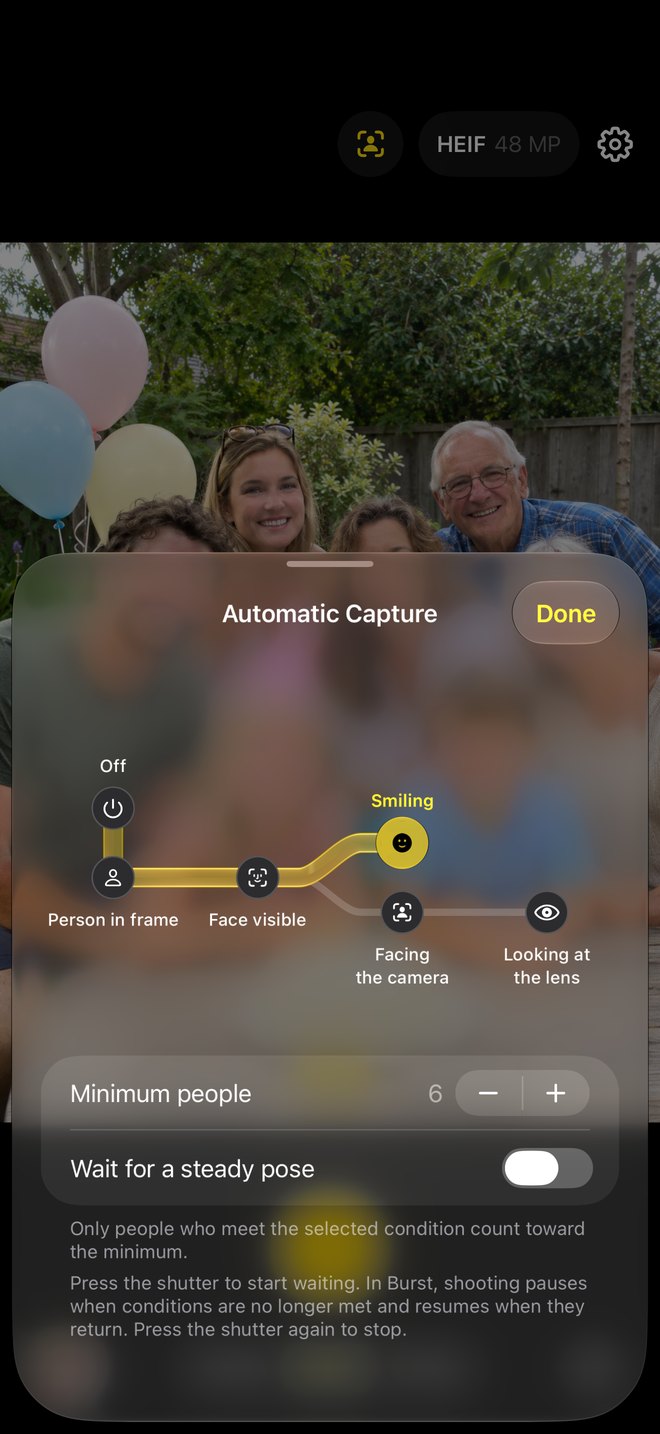 HEIF 48 MP
Automatic Capture
Done
Off
Smiling
Person in frame
Face visible
Facing
the camera
Looking at
the lens
Minimum people
6
Wait for a steady pose
Only people who meet the selected condition count toward
the minimum.
Press the shutter to start waiting. In Burst, shooting pauses
when conditions are no longer met and resumes when they
return. Press the shutter again to stop.